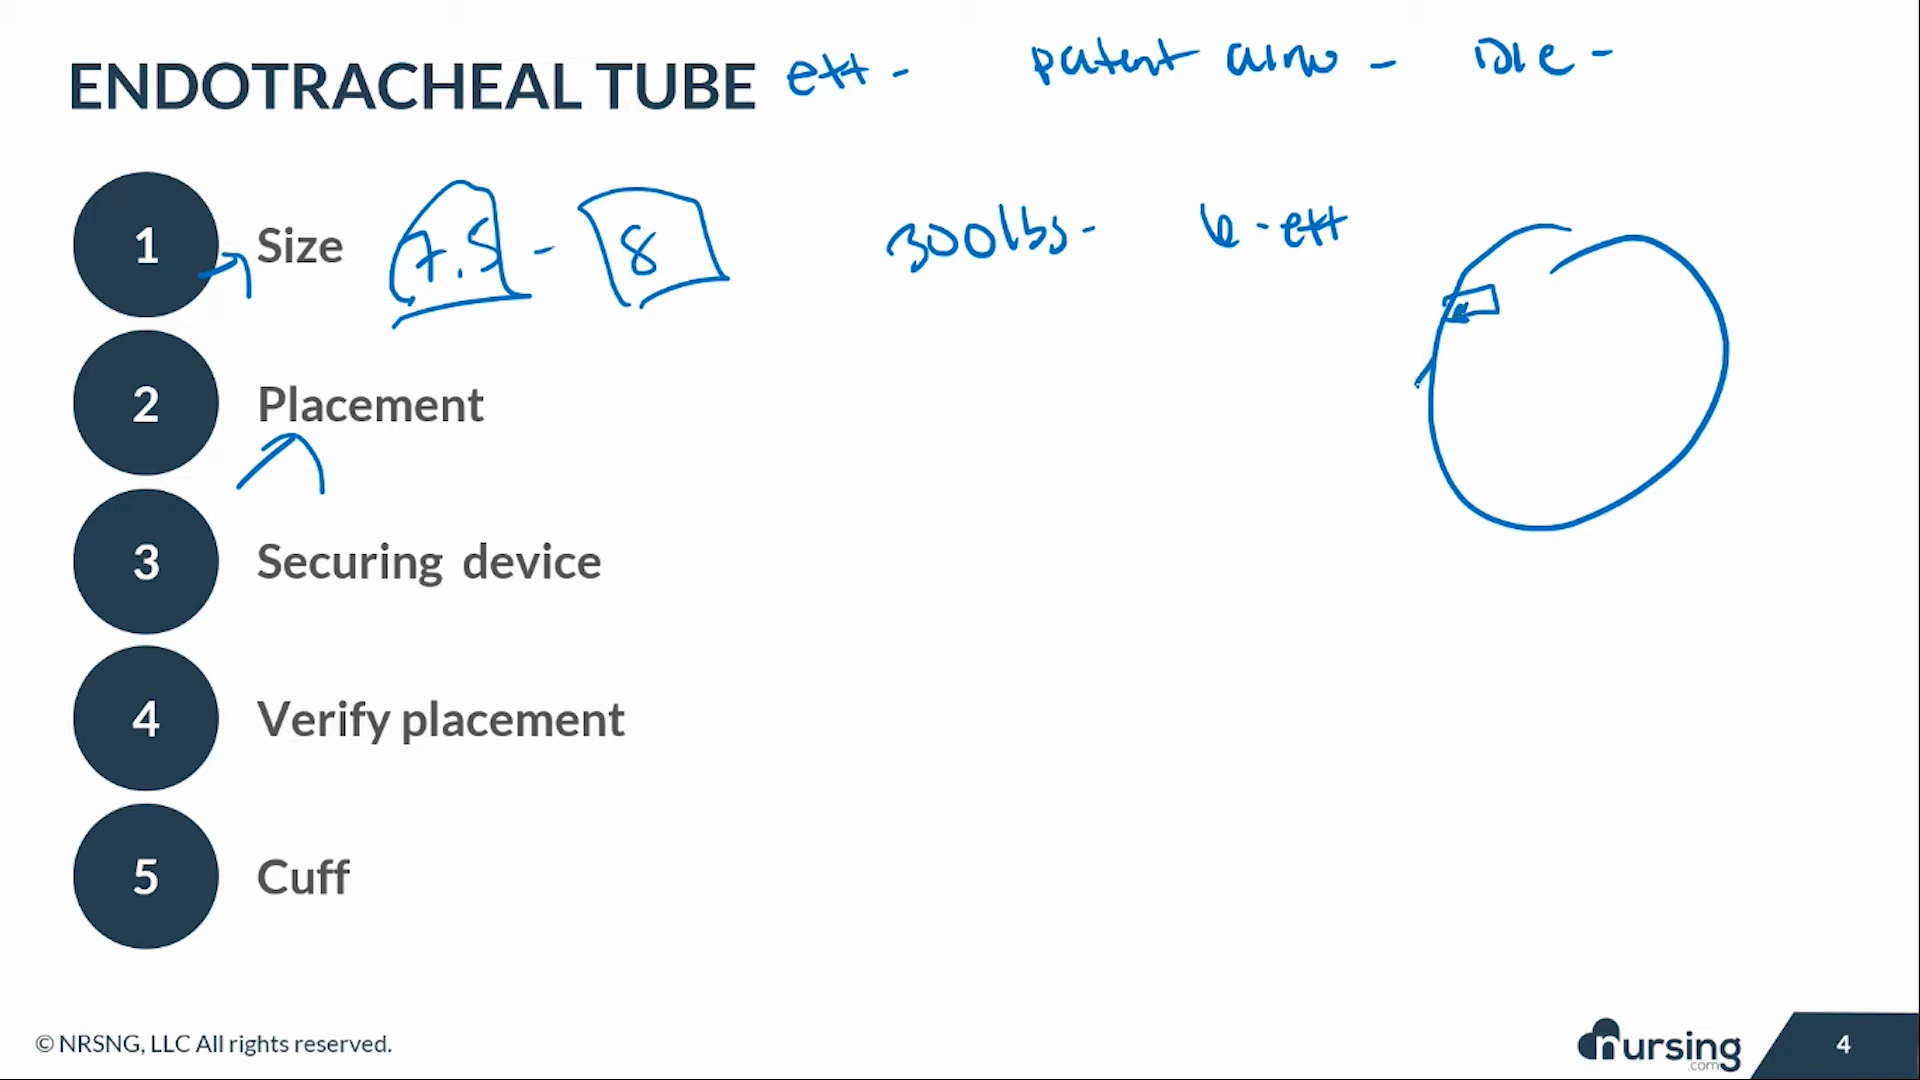 ENDOTRACHEAL TUBE ett - patent - 
1 Size 7.5 - 8 300lbs - 6 - ett
2 Placement
3 Securing device
4 Verify placement
5 Cuff
© NRSNG, LLC All rights reserved.
nursing
.com
4